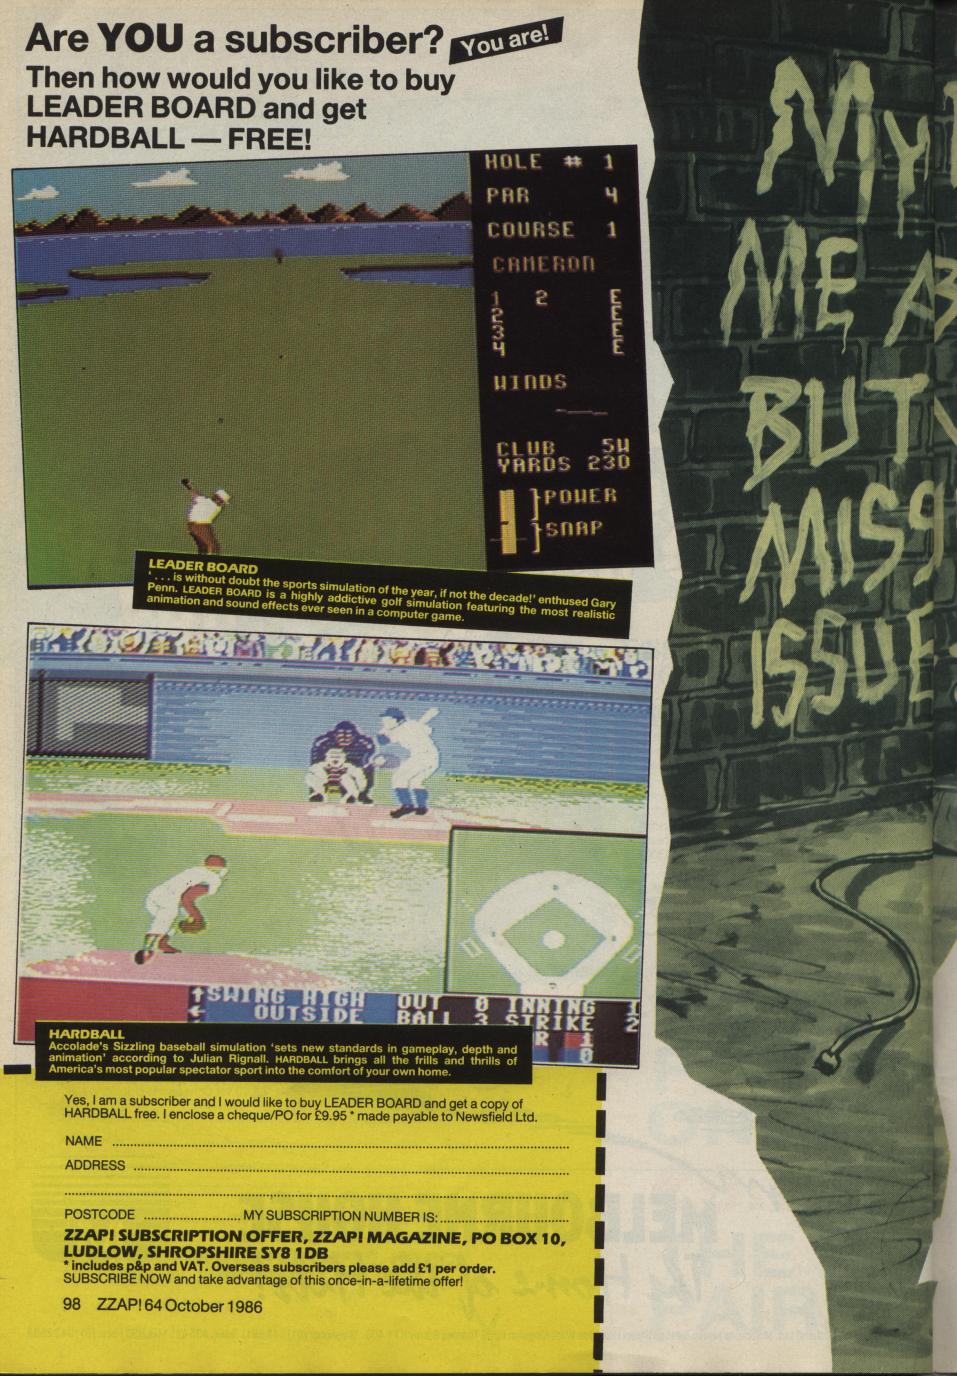 Are YOU a subscriber? You are!
Then how would you like to buy
LEADER BOARD and get
HARDBALL — FREE!
HOLE # 1
PAR 4
COURSE 1
CAMERON
1 2 E
2 E
3 E
4 E
WINDS
CLUB 5W
YARDS 230
POWER
SNAP
LEADER BOARD
'... is without doubt the sports simulation of the year, if not the decade!' enthused Gary
Penn. LEADER BOARD is a highly addictive golf simulation featuring the most realistic
animation and sound effects ever seen in a computer game.
↑SWING HIGH
← OUTSIDE
OUT 0 INNING 1
BALL 3 STRIKE 2
R 1
0
HARDBALL
Accolade's Sizzling baseball simulation 'sets new standards in gameplay, depth and
animation' according to Julian Rignall. HARDBALL brings all the frills and thrills of
America's most popular spectator sport into the comfort of your own home.
Yes, I am a subscriber and I would like to buy LEADER BOARD and get a copy of
HARDBALL free. I enclose a cheque/PO for £9.95 * made payable to Newsfield Ltd.
NAME
ADDRESS
POSTCODE MY SUBSCRIPTION NUMBER IS:
ZZAP! SUBSCRIPTION OFFER, ZZAP! MAGAZINE, PO BOX 10,
LUDLOW, SHROPSHIRE SY8 1DB
* includes p&p and VAT. Overseas subscribers please add £1 per order.
SUBSCRIBE NOW and take advantage of this once-in-a-lifetime offer!
98 ZZAP! 64 October 1986
MY
ME
BUT
MISS
ISSUE